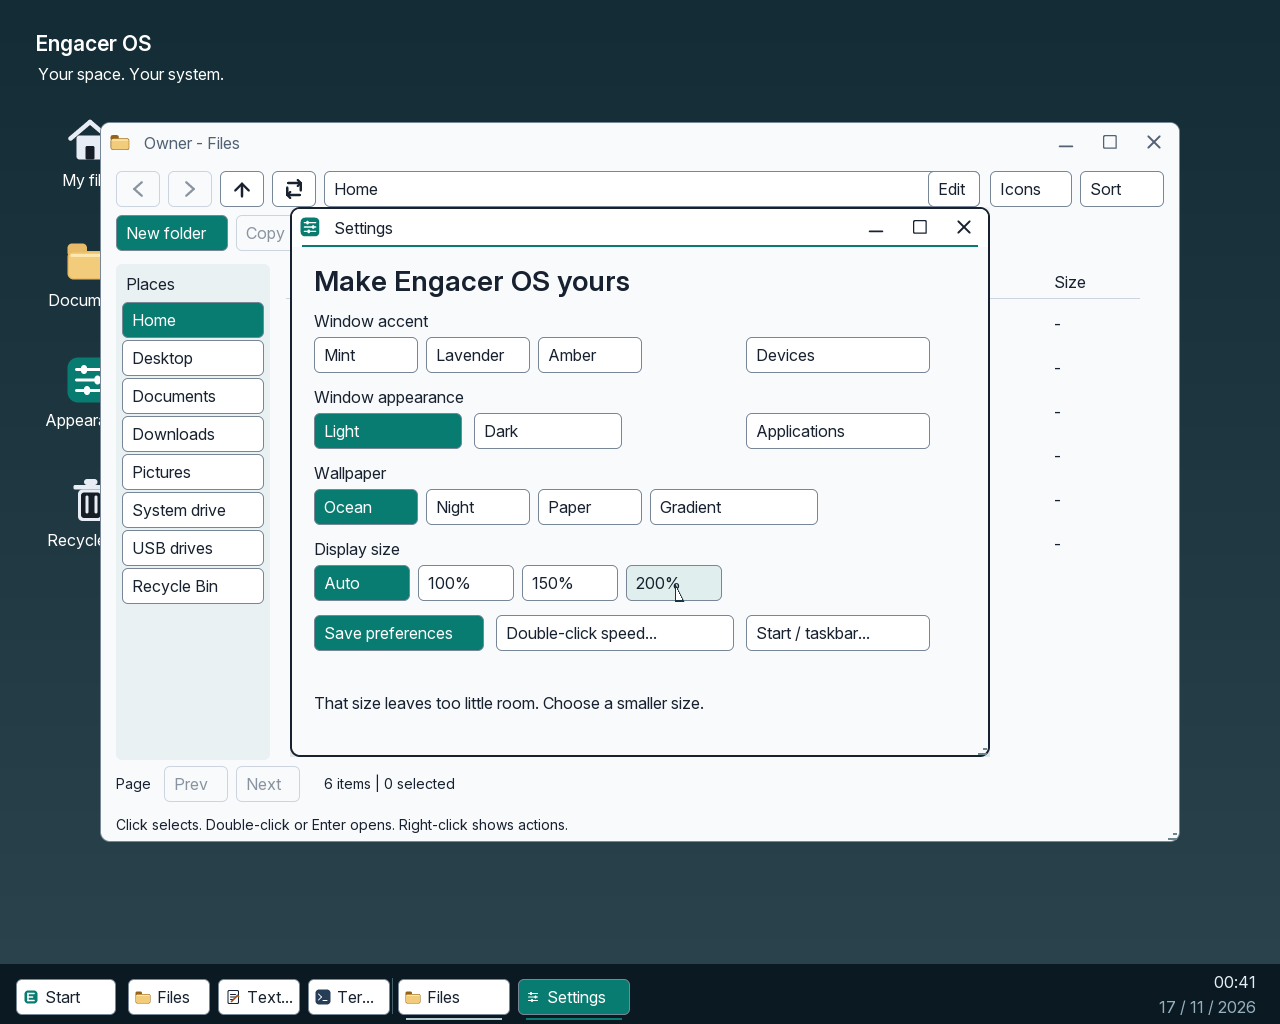 Engacer OS
Your space. Your system.
Owner - Files
Home Edit Icons Sort
New folder Copy
Settings
Make Engacer OS yours
Window accent
Mint Lavender Amber Devices
Window appearance
Light Dark Applications
Wallpaper
Ocean Night Paper Gradient
Display size
Auto 100% 150% 200%
Save preferences Double-click speed... Start / taskbar...
That size leaves too little room. Choose a smaller size.
Places
Home
Desktop
Documents
Downloads
Pictures
System drive
USB drives
Recycle Bin
Size
-
-
-
-
-
-
My fil
Docum
Appeara
Recycle
Page Prev Next 6 items | 0 selected
Click selects. Double-click or Enter opens. Right-click shows actions.
Start Files Text... Ter... Files Settings
00:41
17 / 11 / 2026